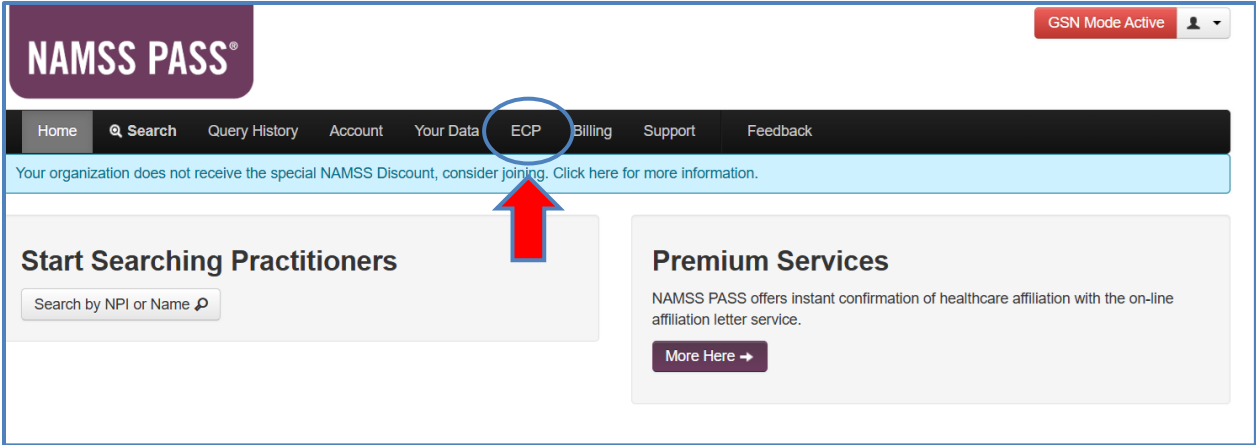 GSN Mode Active
NAMSS PASS®
Home Search Query History Account Your Data ECP Billing Support Feedback
Your organization does not receive the special NAMSS Discount, consider joining. Click here for more information.
Start Searching Practitioners
Search by NPI or Name
Premium Services
NAMSS PASS offers instant confirmation of healthcare affiliation with the on-line
affiliation letter service.
More Here →